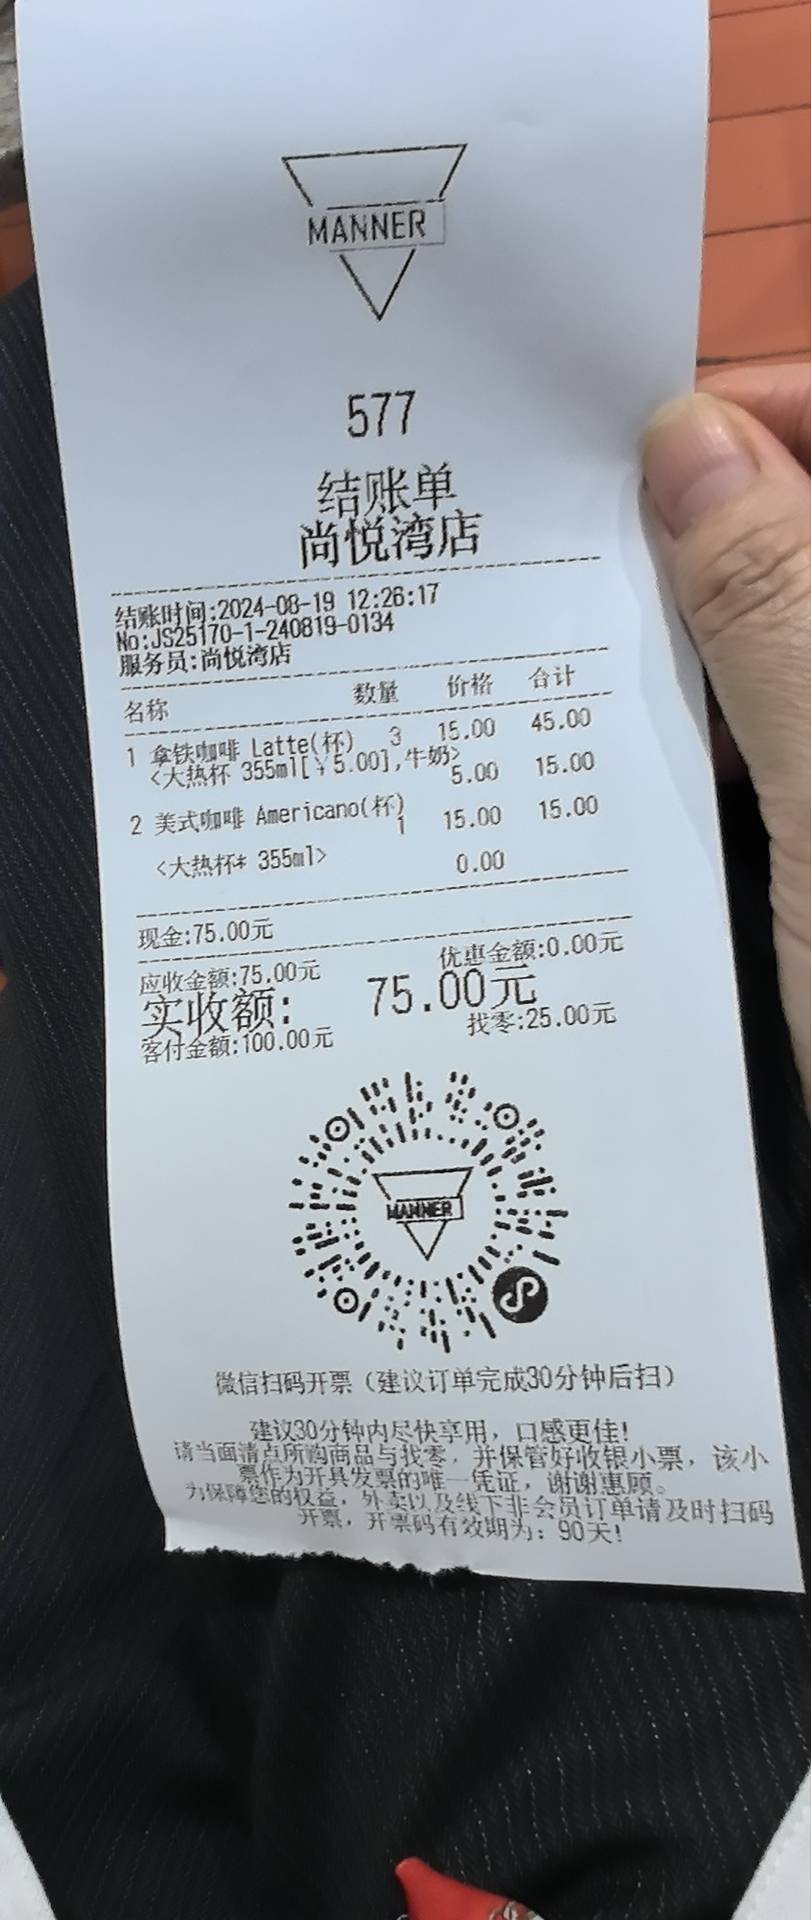 MANNER
577
结账单
尚悦湾店
结账时间:2024-08-19 12:26:17
No:JS25170-1-240819-0134
服务员:尚悦湾店
名称 数量 价格 合计
1 拿铁咖啡 Latte(杯) 3 15.00 45.00
<大热杯 355ml[￥5.00],牛奶>
5.00 15.00
2 美式咖啡 Americano(杯)
1 15.00 15.00
<大热杯* 355ml> 0.00
现金:75.00元
应收金额:75.00元 优惠金额:0.00元
实收额: 75.00元
客付金额:100.00元 找零:25.00元
MANNER
微信扫码开票（建议订单完成30分钟后扫）
建议30分钟内尽快享用，口感更佳!
请当面清点所购商品与找零，并保管好收银小票，该小
票作为开具发票的唯一凭证，谢谢惠顾。
为保障您的权益，外卖以及线下非会员订单请及时扫码
开票，开票码有效期为：90天!